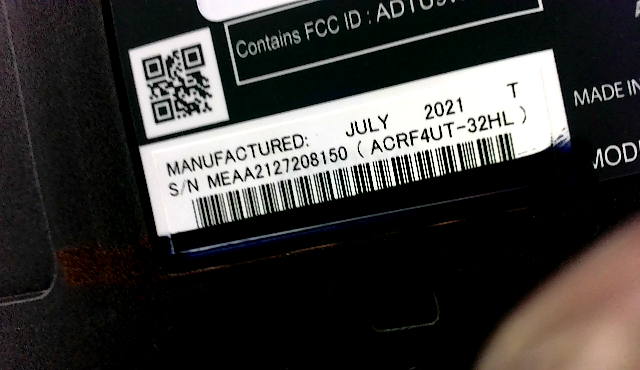 Contains FCC ID :
MANUFACTURED: JULY 2021 T
S/N MEAA2127208150 ( ACRF4UT-32HL )
MADE IN